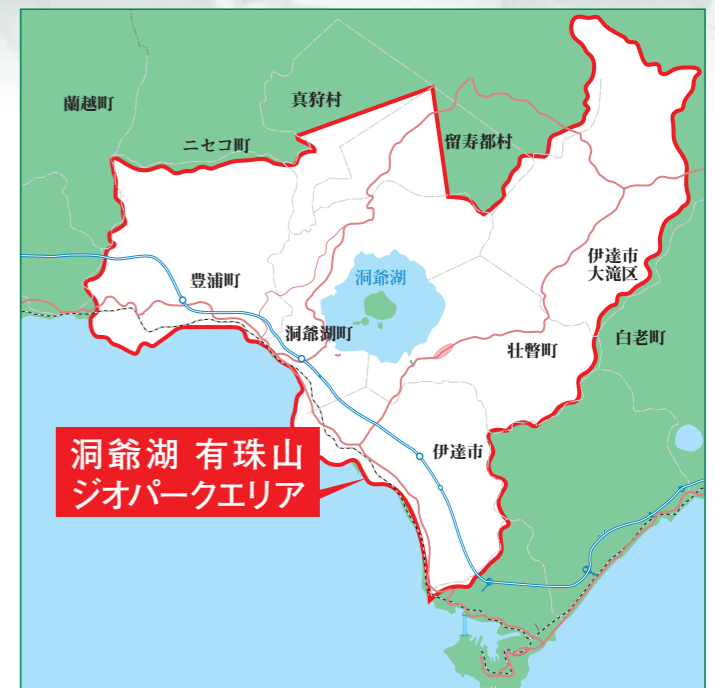 蘭越町
真狩村
ニセコ町
留寿都村
豊浦町
洞爺湖
伊達市
大滝区
洞爺湖町
壮瞥町
白老町
洞爺湖 有珠山
ジオパークエリア
伊達市